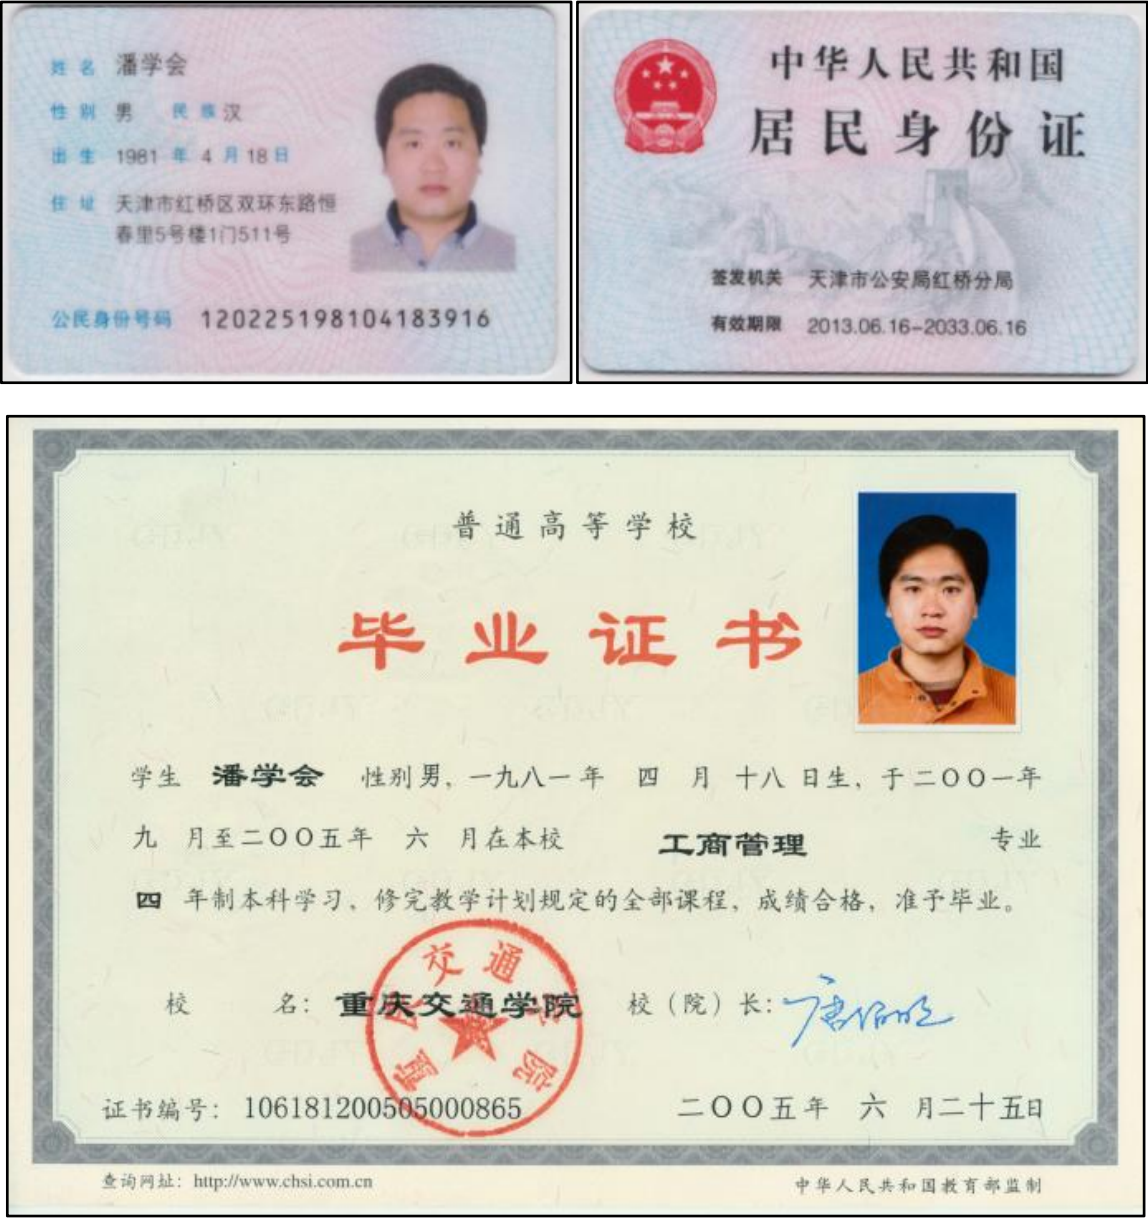 姓名 潘学会
性别 男 民族 汉
出生 1981 年 4 月 18 日
住址 天津市红桥区双环东路恒
春里5号楼1门511号
公民身份号码 120225198104183916
中华人民共和国
居民身份证
签发机关 天津市公安局红桥分局
有效期限 2013.06.16-2033.06.16
普通高等学校
毕业证书
学生 潘学会 性别男，一九八一年 四 月 十八 日生，于二〇〇一年
九 月至二〇〇五年 六 月在本校 工商管理 专业
四 年制本科学习，修完教学计划规定的全部课程，成绩合格，准予毕业。
校 名：重庆交通学院 校（院）长：
重庆交通学院
证书编号：106181200505000865 二〇〇五年 六 月二十五日
查询网址：http://www.chsi.com.cn 中华人民共和国教育部监制